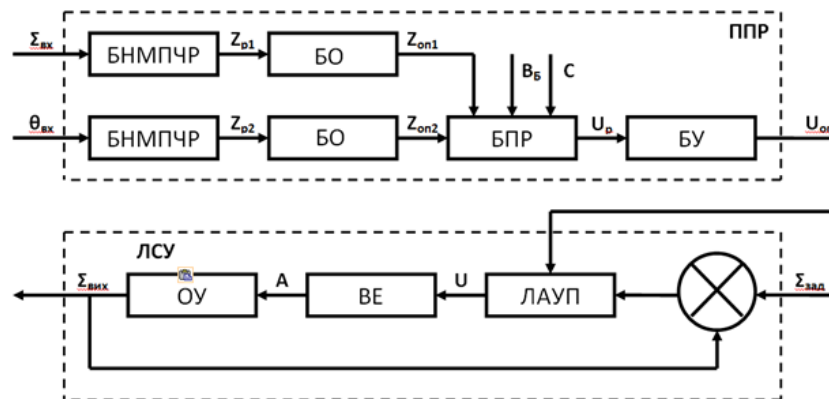 ППР
Σвх
БНМПЧР
Zр1
БО
Zоп1
Bб
C
θвх
БНМПЧР
Zр2
БО
Zоп2
БПР
Uр
БУ
Uоп
ЛСУ
Σвих
ОУ
А
ВЕ
U
ЛАУП
Σзад